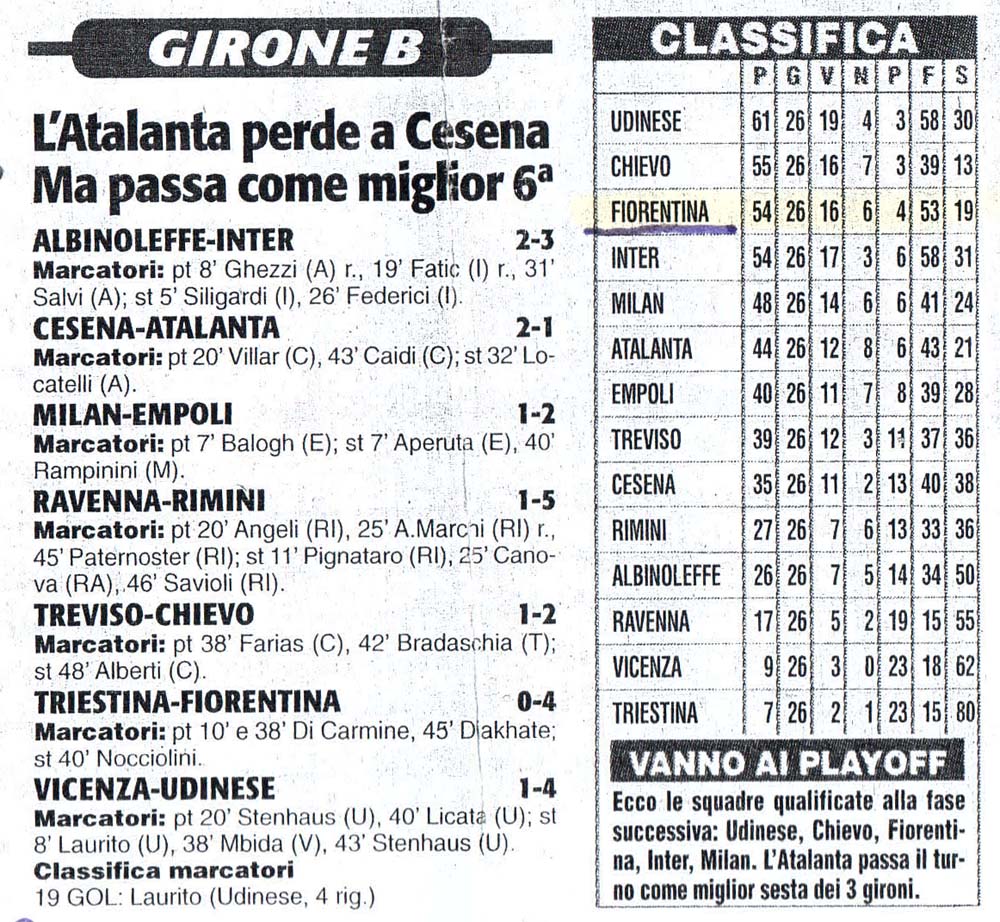 GIRONE B
L'Atalanta perde a Cesena
Ma passa come miglior 6ª
ALBINOLEFFE-INTER 2-3
Marcatori: pt 8' Ghezzi (A) r., 19' Fatic (I) r., 31'
Salvi (A); st 5' Siligardi (I), 26' Federici (I).
CESENA-ATALANTA 2-1
Marcatori: pt 20' Villar (C), 43' Caidi (C); st 32' Lo-
catelli (A).
MILAN-EMPOLI 1-2
Marcatori: pt 7' Balogh (E); st 7' Aperuta (E), 40'
Rampinini (M).
RAVENNA-RIMINI 1-5
Marcatori: pt 20' Angeli (RI), 25' A.Marchi (RI) r.,
45' Paternoster (RI); st 11' Pignataro (RI), 25' Cano-
va (RA), 46' Savioli (RI).
TREVISO-CHIEVO 1-2
Marcatori: pt 38' Farias (C), 42' Bradaschia (T);
st 48' Alberti (C).
TRIESTINA-FIORENTINA 0-4
Marcatori: pt 10' e 38' Di Carmine, 45' Diakhate;
st 40' Nocciolini.
VICENZA-UDINESE 1-4
Marcatori: pt 20' Stenhaus (U), 40' Licata (U); st
8' Laurito (U), 38' Mbida (V), 43' Stenhaus (U).
Classifica marcatori
19 GOL: Laurito (Udinese, 4 rig.)
CLASSIFICA
P G V N P F S
UDINESE 61 26 19 4 3 58 30
CHIEVO 55 26 16 7 3 39 13
FIORENTINA 54 26 16 6 4 53 19
INTER 54 26 17 3 6 58 31
MILAN 48 26 14 6 6 41 24
ATALANTA 44 26 12 8 6 43 21
EMPOLI 40 26 11 7 8 39 28
TREVISO 39 26 12 3 11 37 36
CESENA 35 26 11 2 13 40 38
RIMINI 27 26 7 6 13 33 36
ALBINOLEFFE 26 26 7 5 14 34 50
RAVENNA 17 26 5 2 19 15 55
VICENZA 9 26 3 0 23 18 62
TRIESTINA 7 26 2 1 23 15 80
VANNO AI PLAYOFF
Ecco le squadre qualificate alla fase
successiva: Udinese, Chievo, Fiorenti-
na, Inter, Milan. L'Atalanta passa il tur-
no come miglior sesta dei 3 gironi.